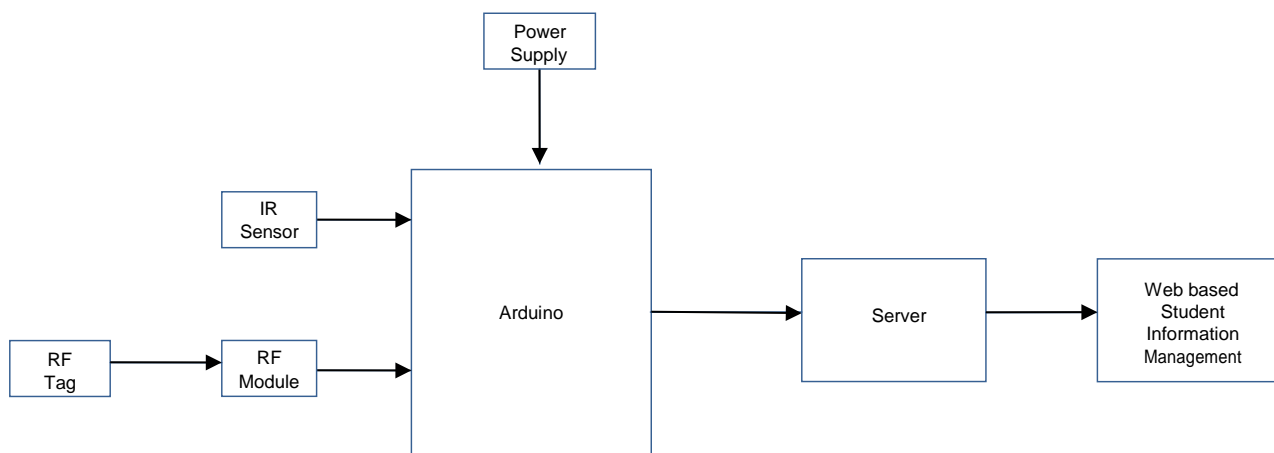 Power
Supply
IR
Sensor
Arduino
Server
Web based
Student
Information
Management
RF
Tag
RF
Module